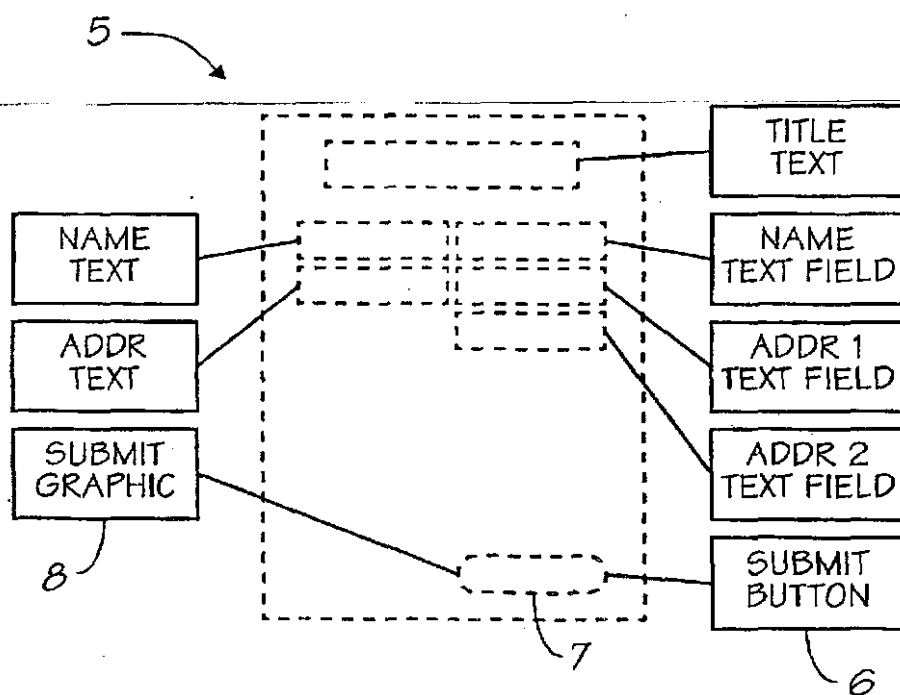 5
TITLE
TEXT
NAME
TEXT
NAME
TEXT FIELD
ADDR
TEXT
ADDR 1
TEXT FIELD
SUBMIT
GRAPHIC
ADDR 2
TEXT FIELD
8
SUBMIT
BUTTON
7
6